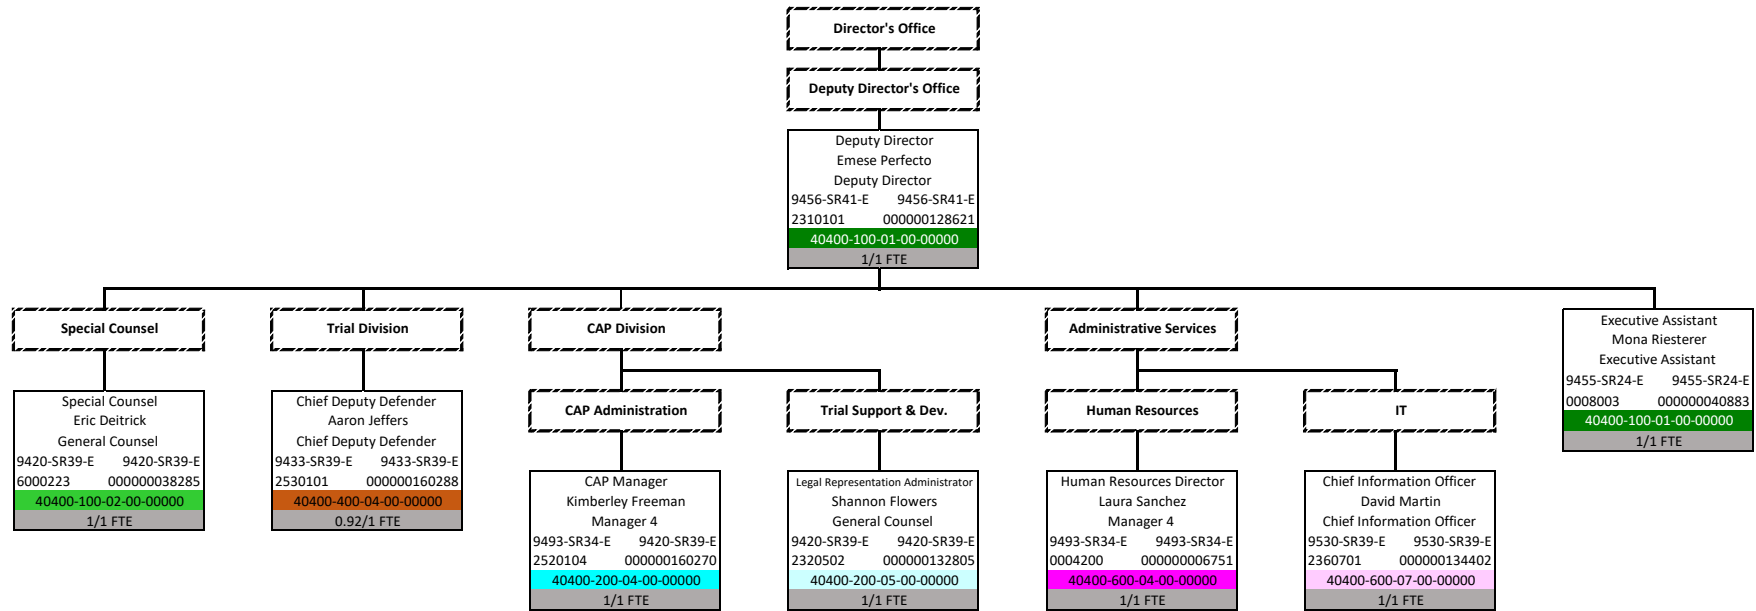 Director's Office
Deputy Director's Office
Deputy Director
Emese Perfecto
Deputy Director
9456-SR41-E 9456-SR41-E
2310101 000000128621
40400-100-01-00-00000
1/1 FTE
Special Counsel
Special Counsel
Eric Deitrick
General Counsel
9420-SR39-E 9420-SR39-E
6000223 000000038285
40400-100-02-00-00000
1/1 FTE
Trial Division
Chief Deputy Defender
Aaron Jeffers
Chief Deputy Defender
9433-SR39-E 9433-SR39-E
2530101 000000160288
40400-400-04-00-00000
0.92/1 FTE
CAP Division
CAP Administration
CAP Manager
Kimberley Freeman
Manager 4
9493-SR34-E 9420-SR39-E
2520104 000000160270
40400-200-04-00-00000
1/1 FTE
Trial Support & Dev.
Legal Representation Administrator
Shannon Flowers
General Counsel
9420-SR39-E 9420-SR39-E
2320502 000000132805
40400-200-05-00-00000
1/1 FTE
Administrative Services
Human Resources
Human Resources Director
Laura Sanchez
Manager 4
9493-SR34-E 9493-SR34-E
0004200 000000006751
40400-600-04-00-00000
1/1 FTE
IT
Chief Information Officer
David Martin
Chief Information Officer
9530-SR39-E 9530-SR39-E
2360701 000000134402
40400-600-07-00-00000
1/1 FTE
Executive Assistant
Mona Riesterer
Executive Assistant
9455-SR24-E 9455-SR24-E
0008003 000000040883
40400-100-01-00-00000
1/1 FTE